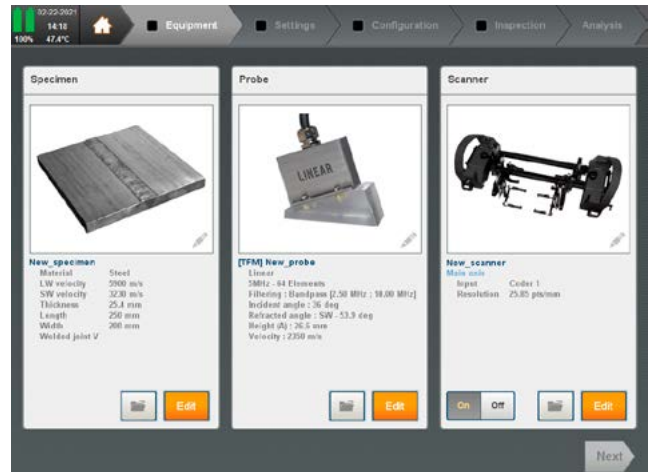 02-22-2021
14:18
100% 47.4°C
Equipment
Settings
Configuration
Inspection
Analysis
Specimen
New_specimen
Material Steel
LW velocity 5900 m/s
SW velocity 3230 m/s
Thickness 25.4 mm
Length 250 mm
Width 200 mm
Welded joint V
Edit
Probe
LINEAR
[TFM] New_probe
Linear
5MHz - 64 Elements
Filtering : Bandpass [2.50 MHz ; 10.00 MHz]
Incident angle : 36 deg
Refracted angle : SW - 53.9 deg
Height (A) : 26.6 mm
Velocity : 2350 m/s
Edit
Scanner
New_scanner
Main axis
Input Coder 1
Resolution 25.85 pts/mm
On Off
Edit
Next